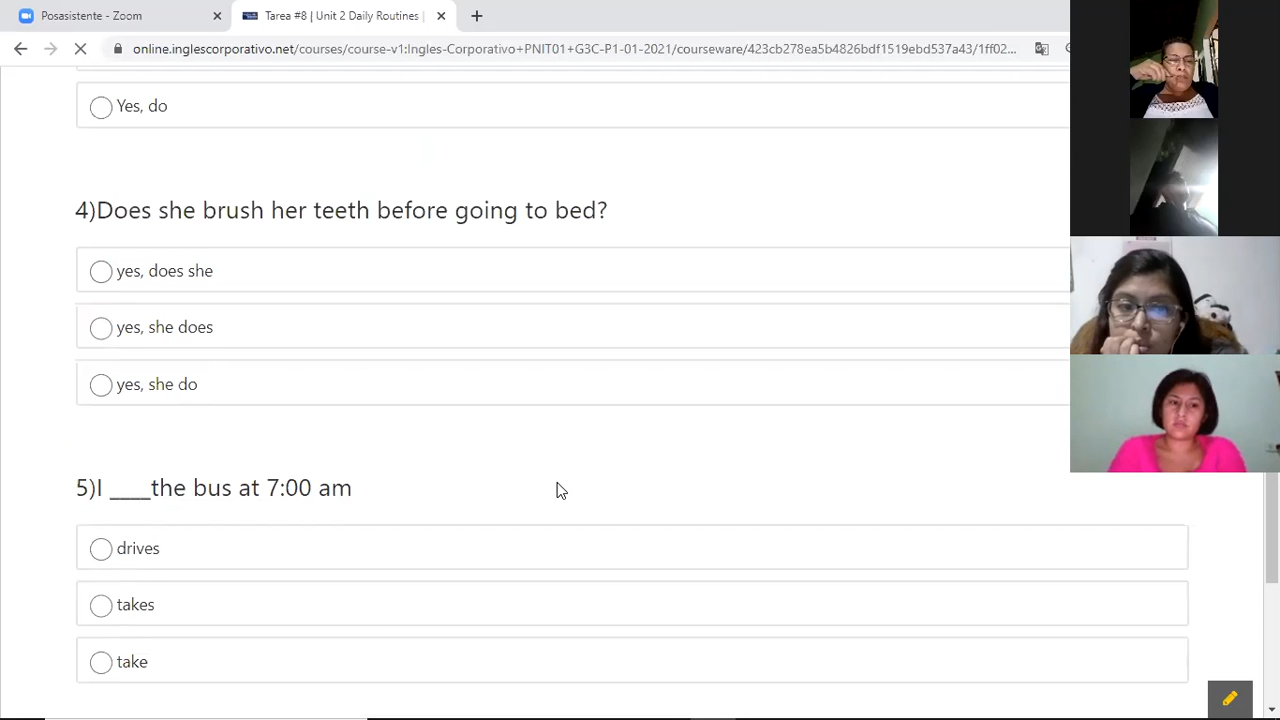 Posasistente - Zoom
Tarea #8 | Unit 2 Daily Routines |
online.inglescorporativo.net/courses/course-v1:Ingles-Corporativo+PNIT01+G3C-P1-01-2021/courseware/423cb278ea5b4826bdf1519ebd537a43/1ff02...
Yes, do
4)Does she brush her teeth before going to bed?
yes, does she
yes, she does
yes, she do
5)I ____the bus at 7:00 am
drives
takes
take